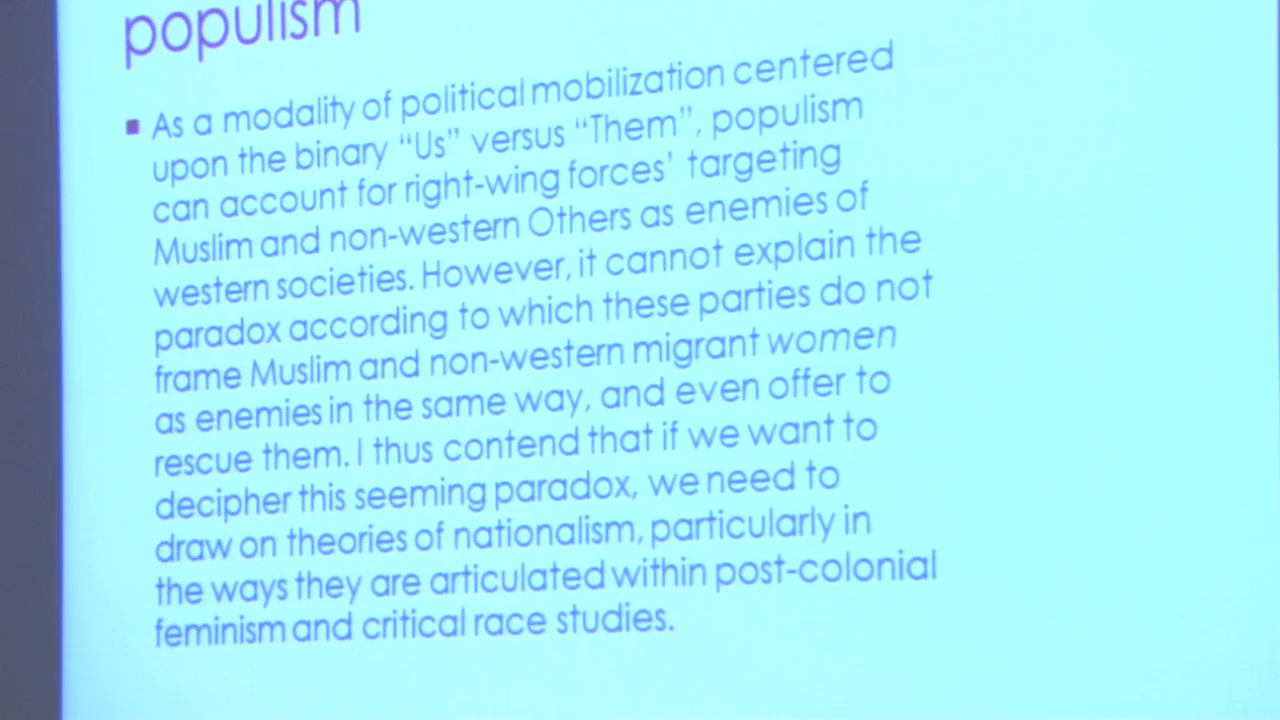 populism
▪ As a modality of political mobilization centered
upon the binary “Us” versus “Them”, populism
can account for right-wing forces’ targeting
Muslim and non-western Others as enemies of
western societies. However, it cannot explain the
paradox according to which these parties do not
frame Muslim and non-western migrant women
as enemies in the same way, and even offer to
rescue them. I thus contend that if we want to
decipher this seeming paradox, we need to
draw on theories of nationalism, particularly in
the ways they are articulated within post-colonial
feminism and critical race studies.